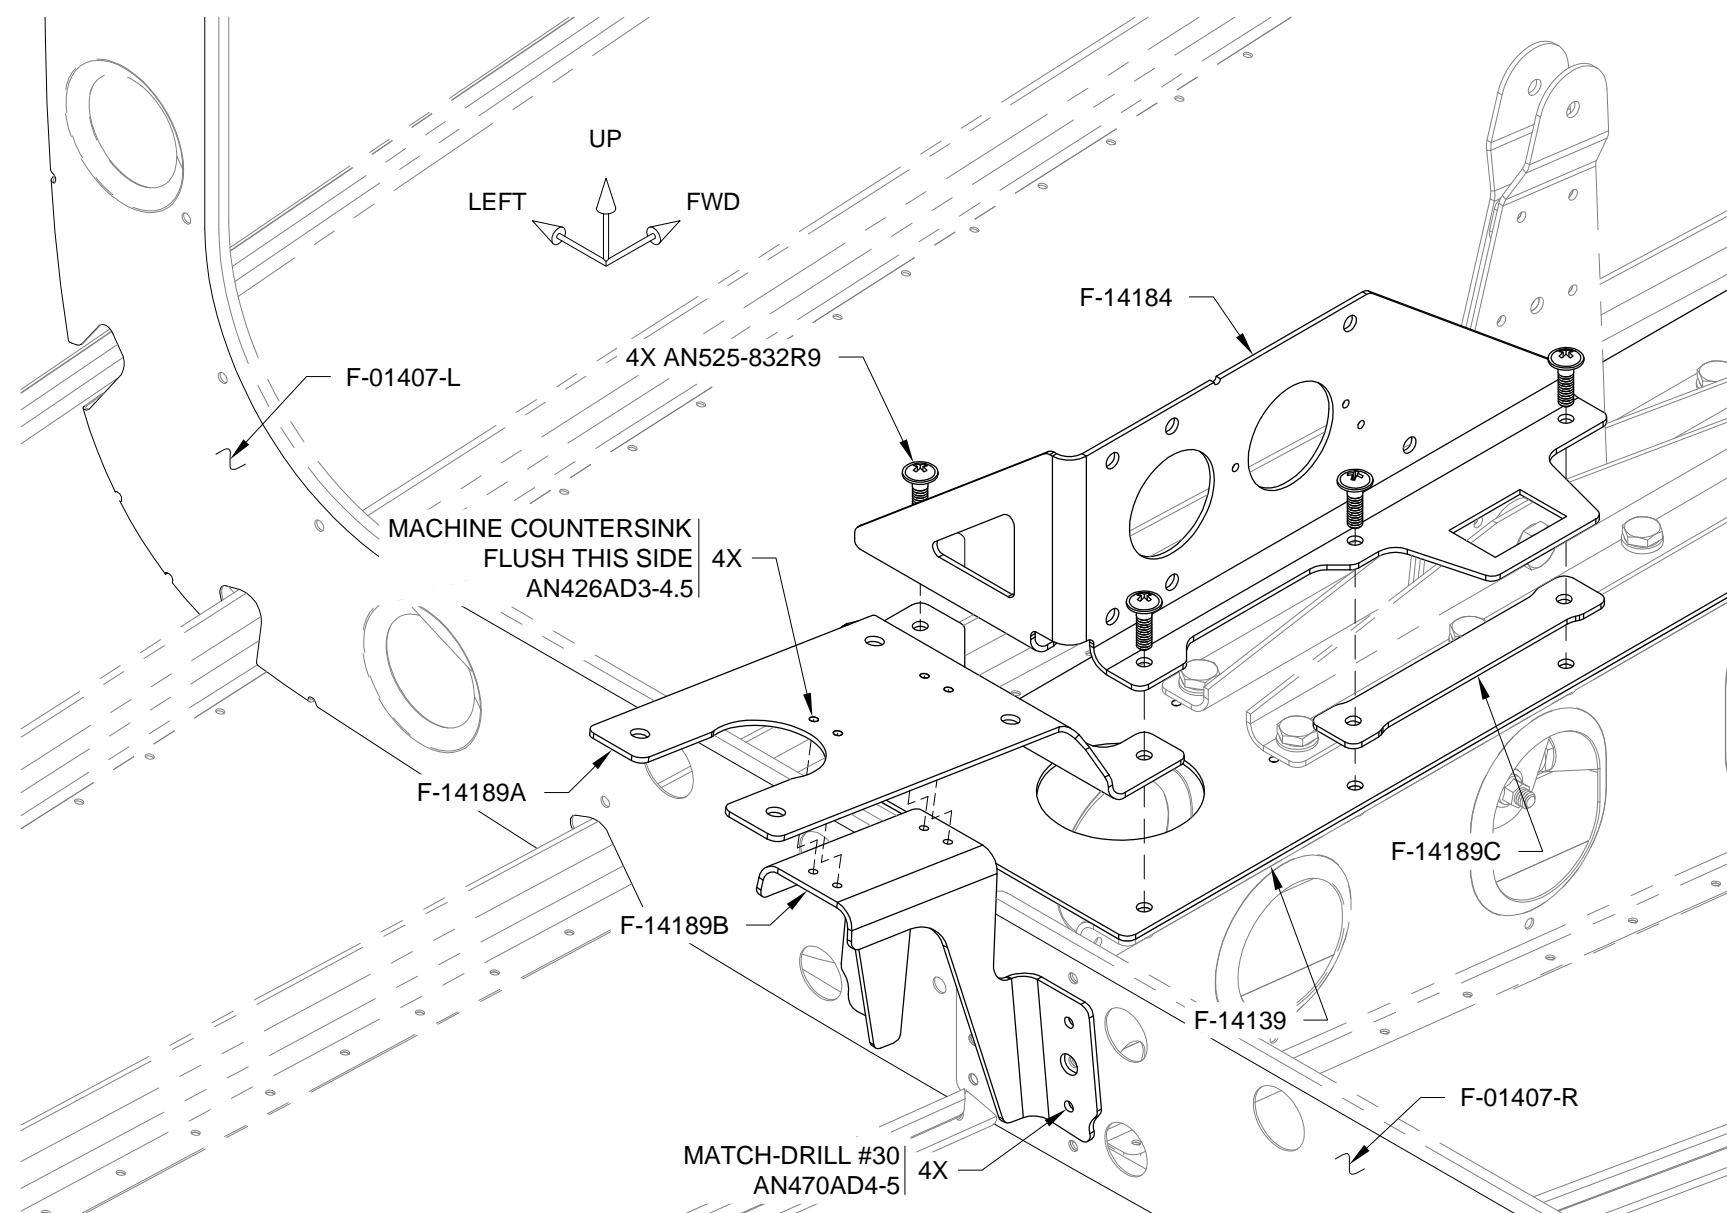 UP
LEFT
FWD
F-14184
4X AN525-832R9
F-01407-L
MACHINE COUNTERSINK
FLUSH THIS SIDE
AN426AD3-4.5
4X
F-14189A
F-14189C
F-14189B
F-14139
F-01407-R
MATCH-DRILL #30
AN470AD4-5
4X